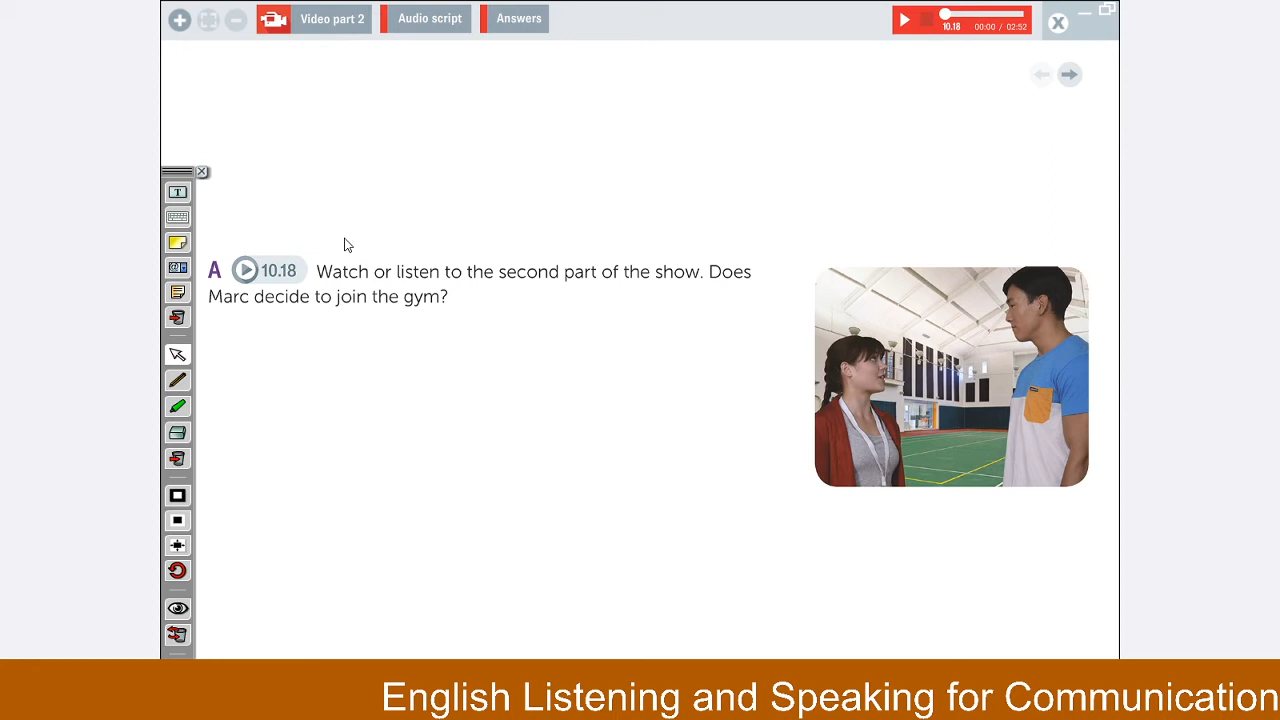 Video part 2
Audio script
Answers
10.18 00:00 / 02:52
A 10.18 Watch or listen to the second part of the show. Does
Marc decide to join the gym?
English Listening and Speaking for Communication